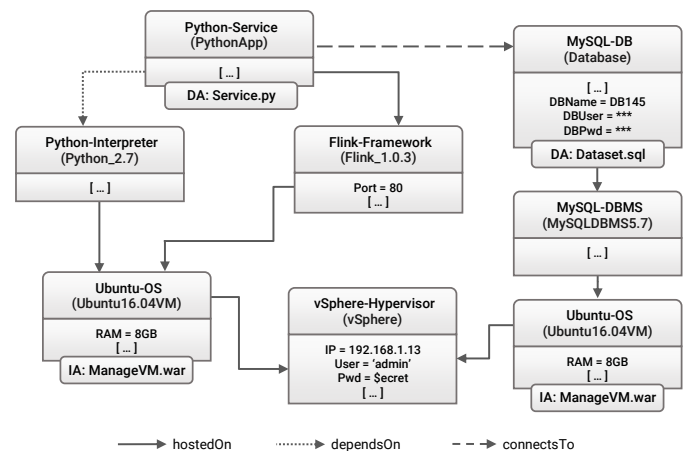 Python-Service
(PythonApp)
[ ... ]
DA: Service.py
MySQL-DB
(Database)
[ ... ]
DBName = DB145
DBUser = ***
DBPwd = ***
DA: Dataset.sql
Python-Interpreter
(Python_2.7)
[ ... ]
Flink-Framework
(Flink_1.0.3)
Port = 80
[ ... ]
MySQL-DBMS
(MySQLDBMS5.7)
[ ... ]
Ubuntu-OS
(Ubuntu16.04VM)
RAM = 8GB
[ ... ]
IA: ManageVM.war
vSphere-Hypervisor
(vSphere)
IP = 192.168.1.13
User = ‘admin’
Pwd = $ecret
[ ... ]
Ubuntu-OS
(Ubuntu16.04VM)
RAM = 8GB
[ ... ]
IA: ManageVM.war
hostedOn
dependsOn
connectsTo